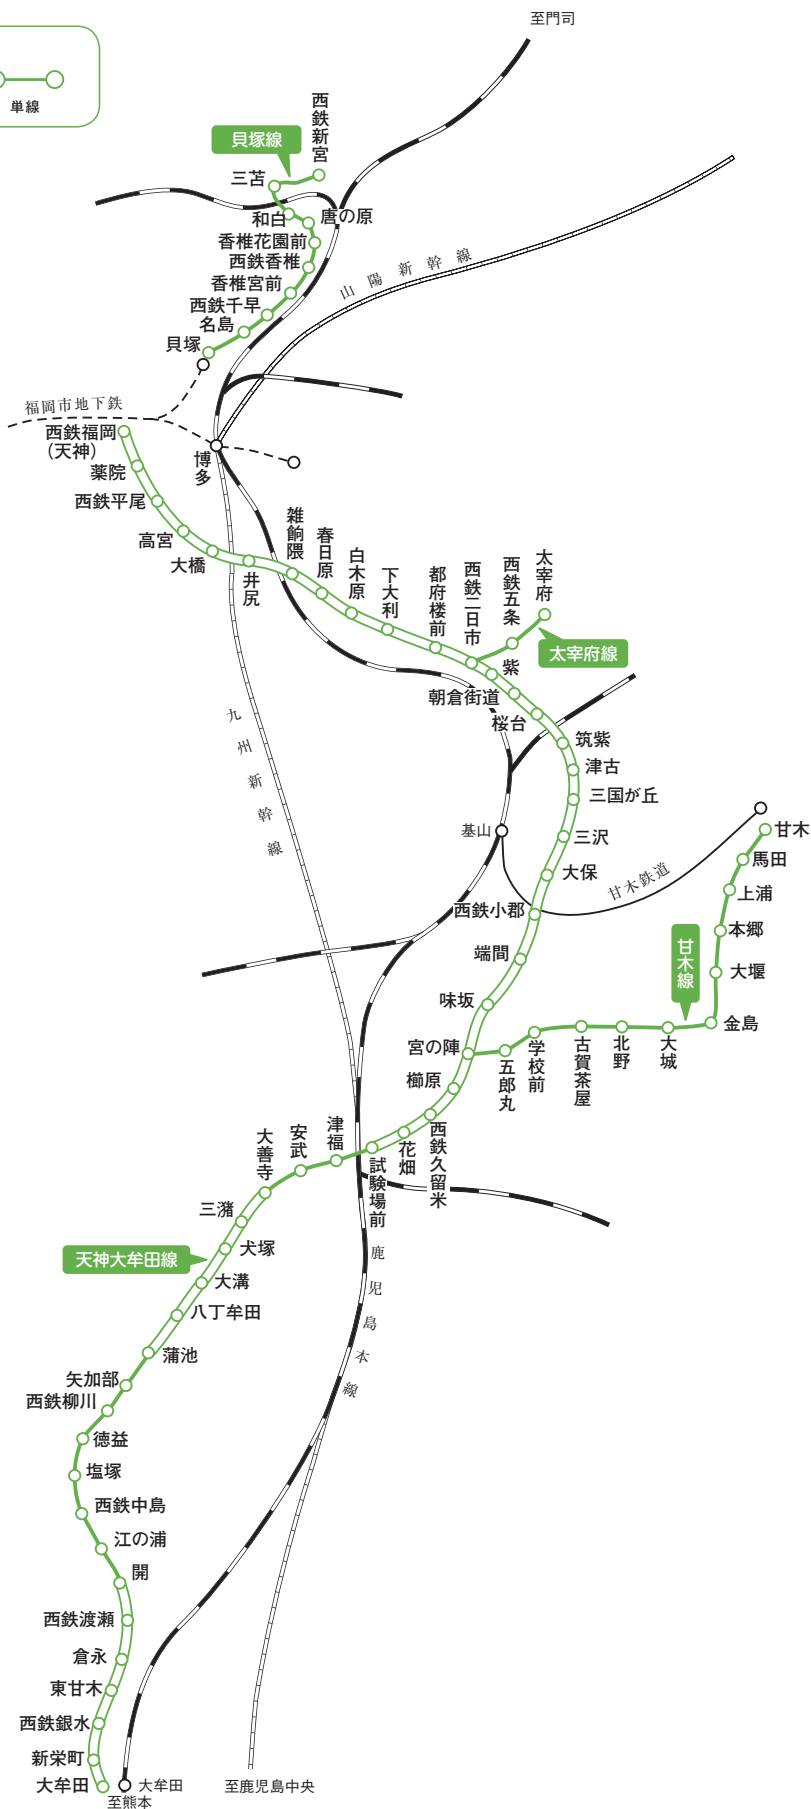 至門司
単線
西鉄新宮
貝塚線
三苫
和白
唐の原
香椎花園前
西鉄香椎
香椎宮前
西鉄千早
名島
貝塚
山陽新幹線
福岡市地下鉄
西鉄福岡
(天神)
博多
薬院
西鉄平尾
高宮
大橋
井尻
雑餉隈
春日原
白木原
下大利
都府楼前
西鉄二日市
西鉄五条
太宰府
太宰府線
紫
朝倉街道
桜台
筑紫
津古
三国が丘
三沢
大保
西鉄小郡
端間
味坂
宮の陣
櫛原
九州新幹線
基山
甘木鉄道
甘木
馬田
上浦
本郷
大堰
金島
甘木線
大城
北野
古賀茶屋
学校前
五郎丸
西鉄久留米
花畑
試験場前
津福
安武
大善寺
三潴
犬塚
大溝
八丁牟田
蒲池
天神大牟田線
鹿児島本線
矢加部
西鉄柳川
徳益
塩塚
西鉄中島
江の浦
開
西鉄渡瀬
倉永
東甘木
西鉄銀水
新栄町
大牟田
大牟田
至熊本
至鹿児島中央